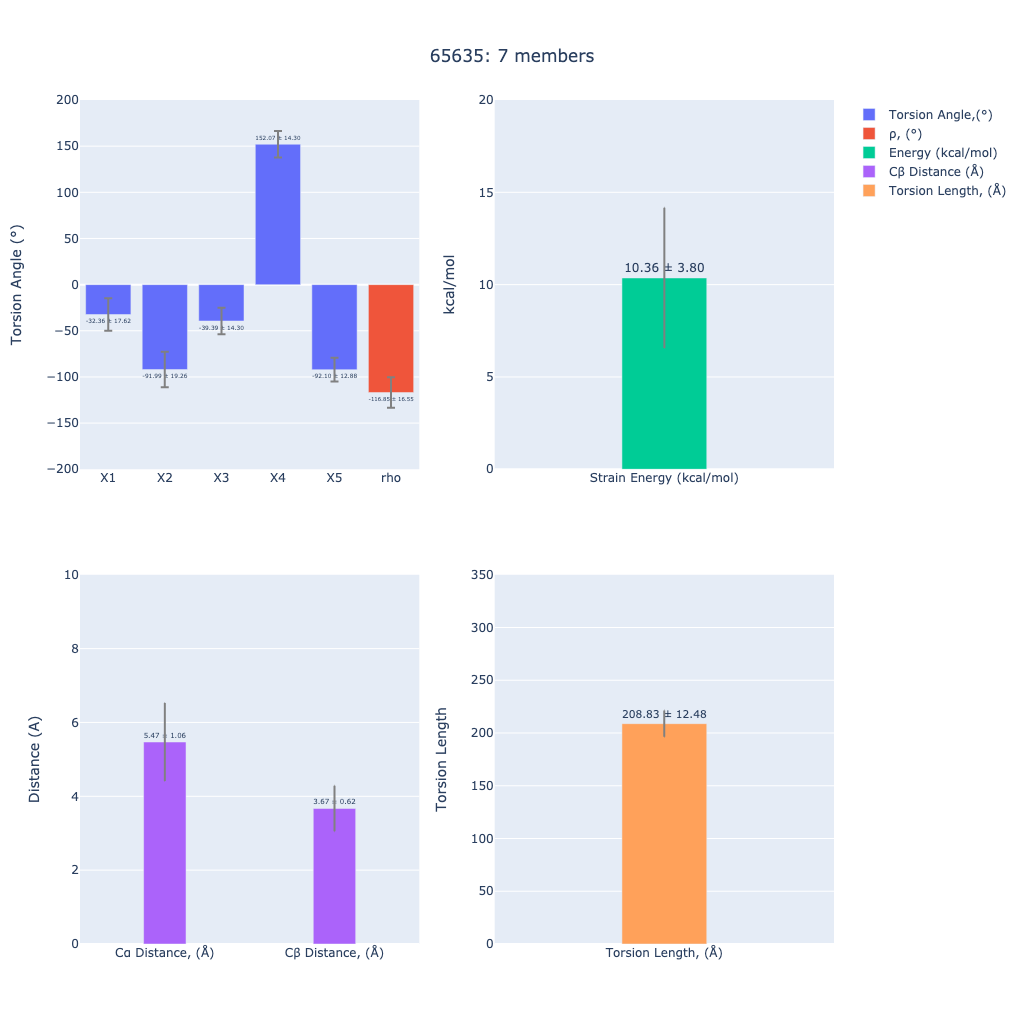 65635: 7 members
Torsion Angle (°)
200
150
100
50
0
−50
−100
−150
−200
-32.36 ± 17.62
-91.99 ± 19.26
-39.39 ± 14.30
152.07 ± 14.30
-92.10 ± 12.88
-116.85 ± 16.55
X1 X2 X3 X4 X5 rho
kcal/mol
20
15
10
5
0
10.36 ± 3.80
Strain Energy (kcal/mol)
Torsion Angle,(°)
ρ, (°)
Energy (kcal/mol)
Cβ Distance (Å)
Torsion Length, (Å)
Distance (A)
10
8
6
4
2
0
5.47 ± 1.06
3.67 ± 0.62
Cα Distance, (Å) Cβ Distance, (Å)
Torsion Length
350
300
250
200
150
100
50
0
208.83 ± 12.48
Torsion Length, (Å)